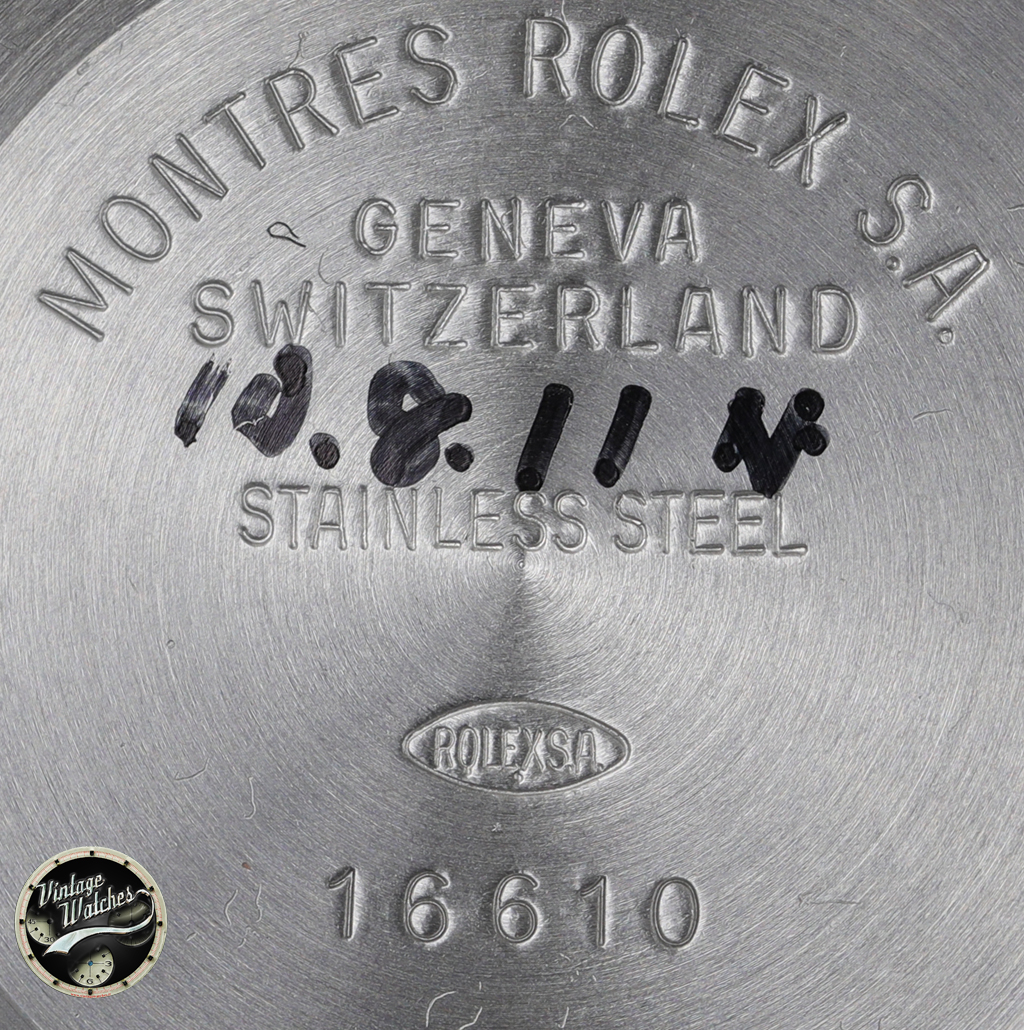 MONTRES ROLEX S.A.
GENEVA
SWITZERLAND
10.8.11 N
STAINLESS STEEL
ROLEX S.A.
16610
Vintage
Watches